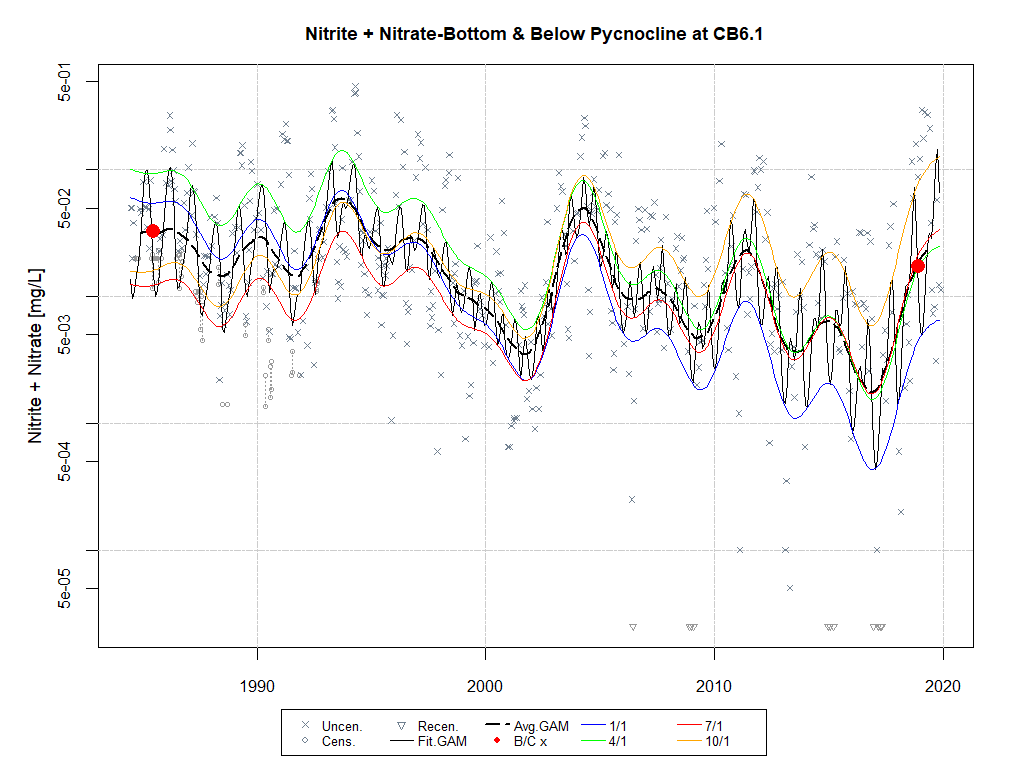 Nitrite + Nitrate-Bottom & Below Pycnocline at CB6.1
Nitrite + Nitrate [mg/L]
5e-01
5e-02
5e-03
5e-04
5e-05
1990 2000 2010 2020
Uncen. Recen. Avg.GAM 1/1 7/1
Cens. Fit.GAM B/C x 4/1 10/1